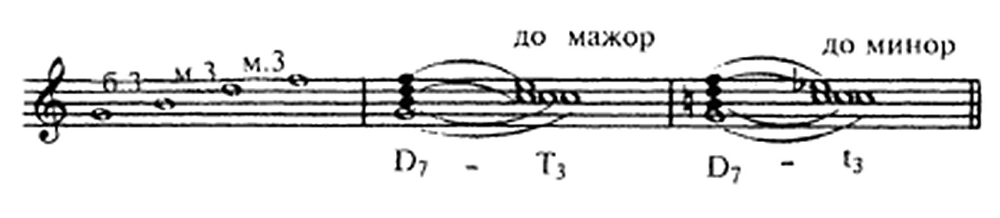 до мажор
до минор
б.3 м.3 м.3
D₇ - T₃
D₇ - t₃